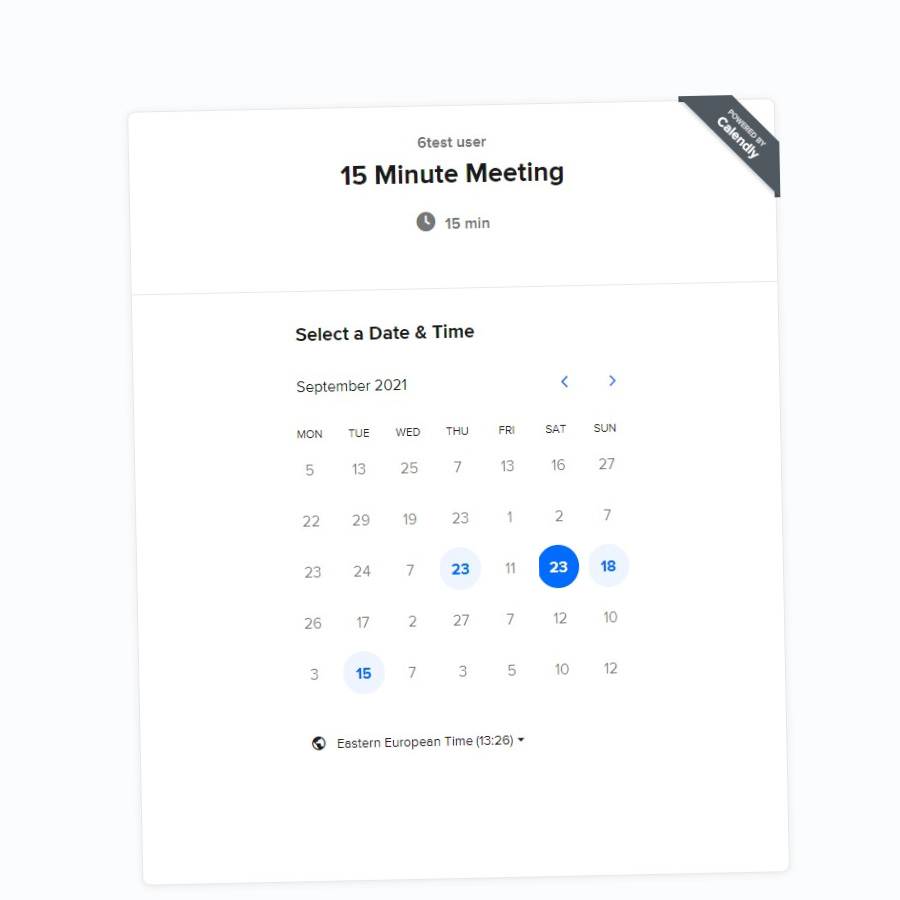 POWERED BY
Calendly
6test user
15 Minute Meeting
15 min
Select a Date & Time
September 2021
MON TUE WED THU FRI SAT SUN
5 13 25 7 13 16 27
22 29 19 23 1 2 7
23 24 7 23 11 23 18
26 17 2 27 7 12 10
3 15 7 3 5 10 12
Eastern European Time (13:26)